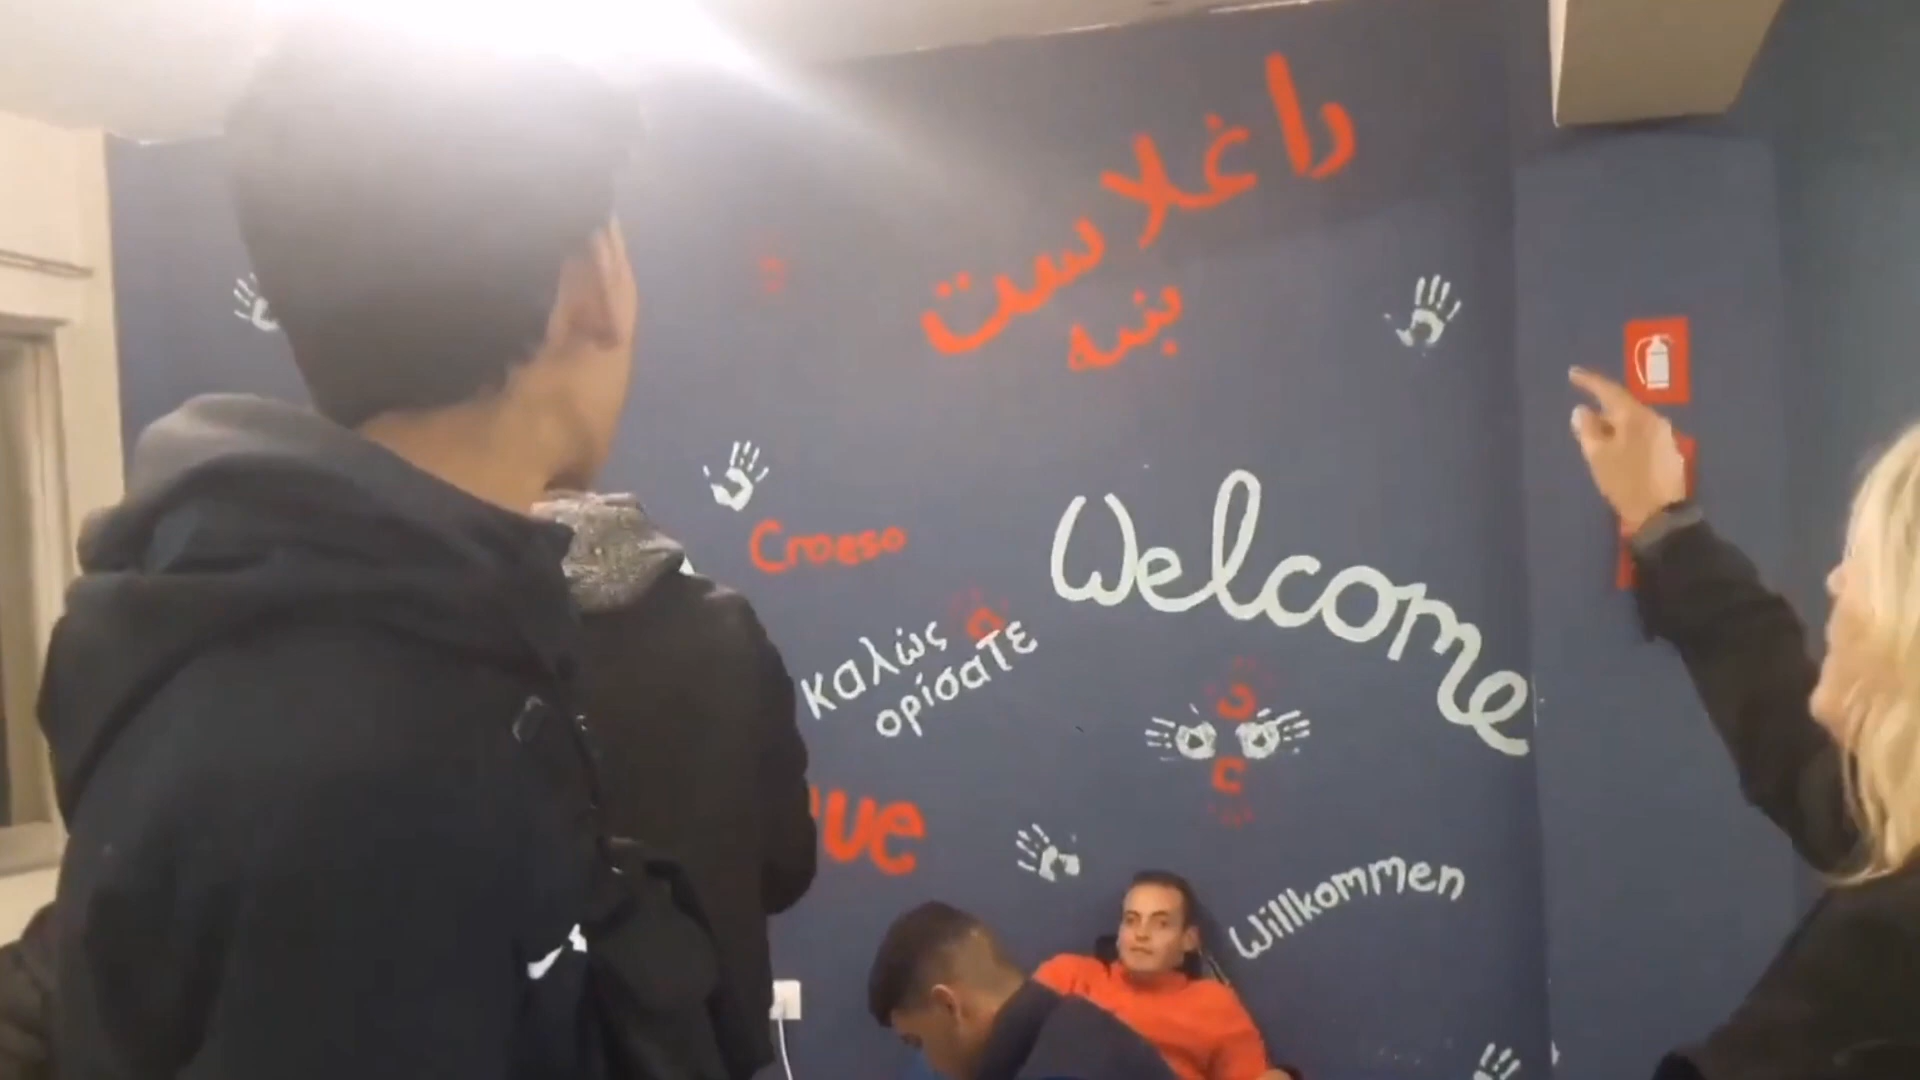 راغلاست
بنه
Croeso
Welcome
καλώς
ορίσατε
Willkommen